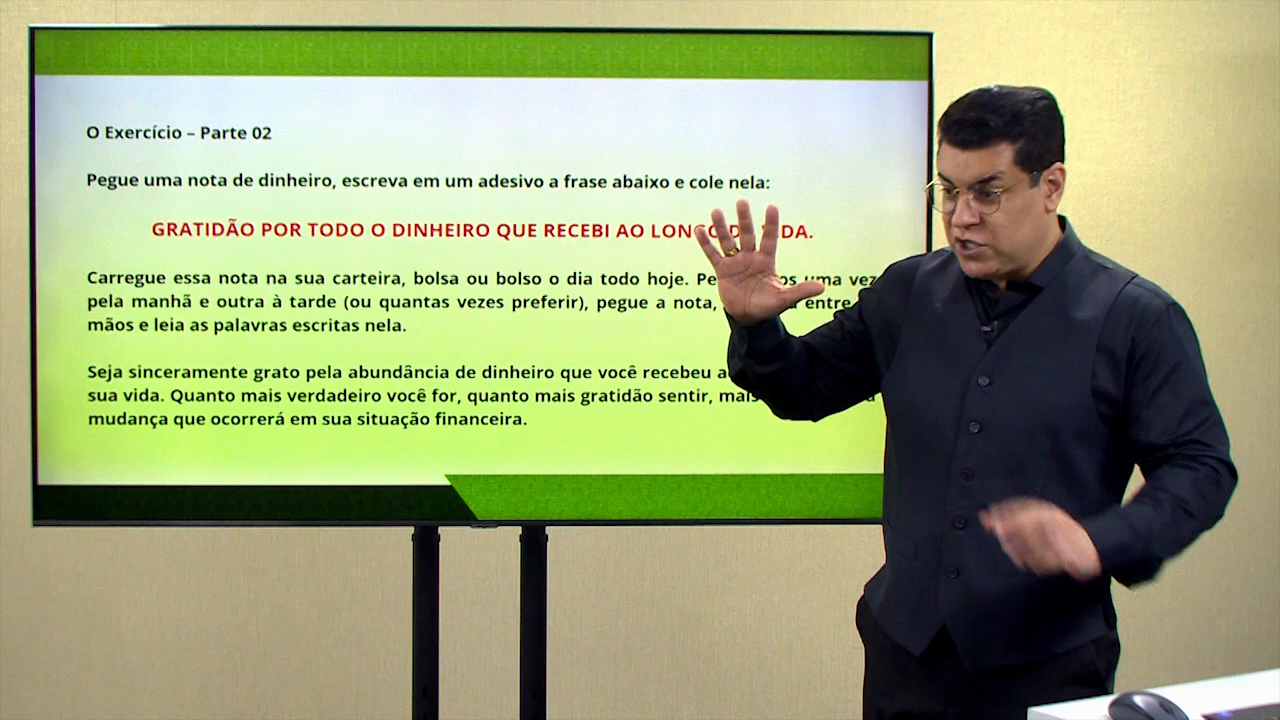 O Exercício – Parte 02
Pegue uma nota de dinheiro, escreva em um adesivo a frase abaixo e cole nela:
GRATIDÃO POR TODO O DINHEIRO QUE RECEBI AO LONGO DA VIDA.
Carregue essa nota na sua carteira, bolsa ou bolso o dia todo hoje. uma vez
pela manhã e outra à tarde (ou quantas vezes preferir), pegue a nota, entre
mãos e leia as palavras escritas nela.
Seja sinceramente grato pela abundância de dinheiro que você recebeu
sua vida. Quanto mais verdadeiro você for, quanto mais gratidão sentir, mais
mudança que ocorrerá em sua situação financeira.